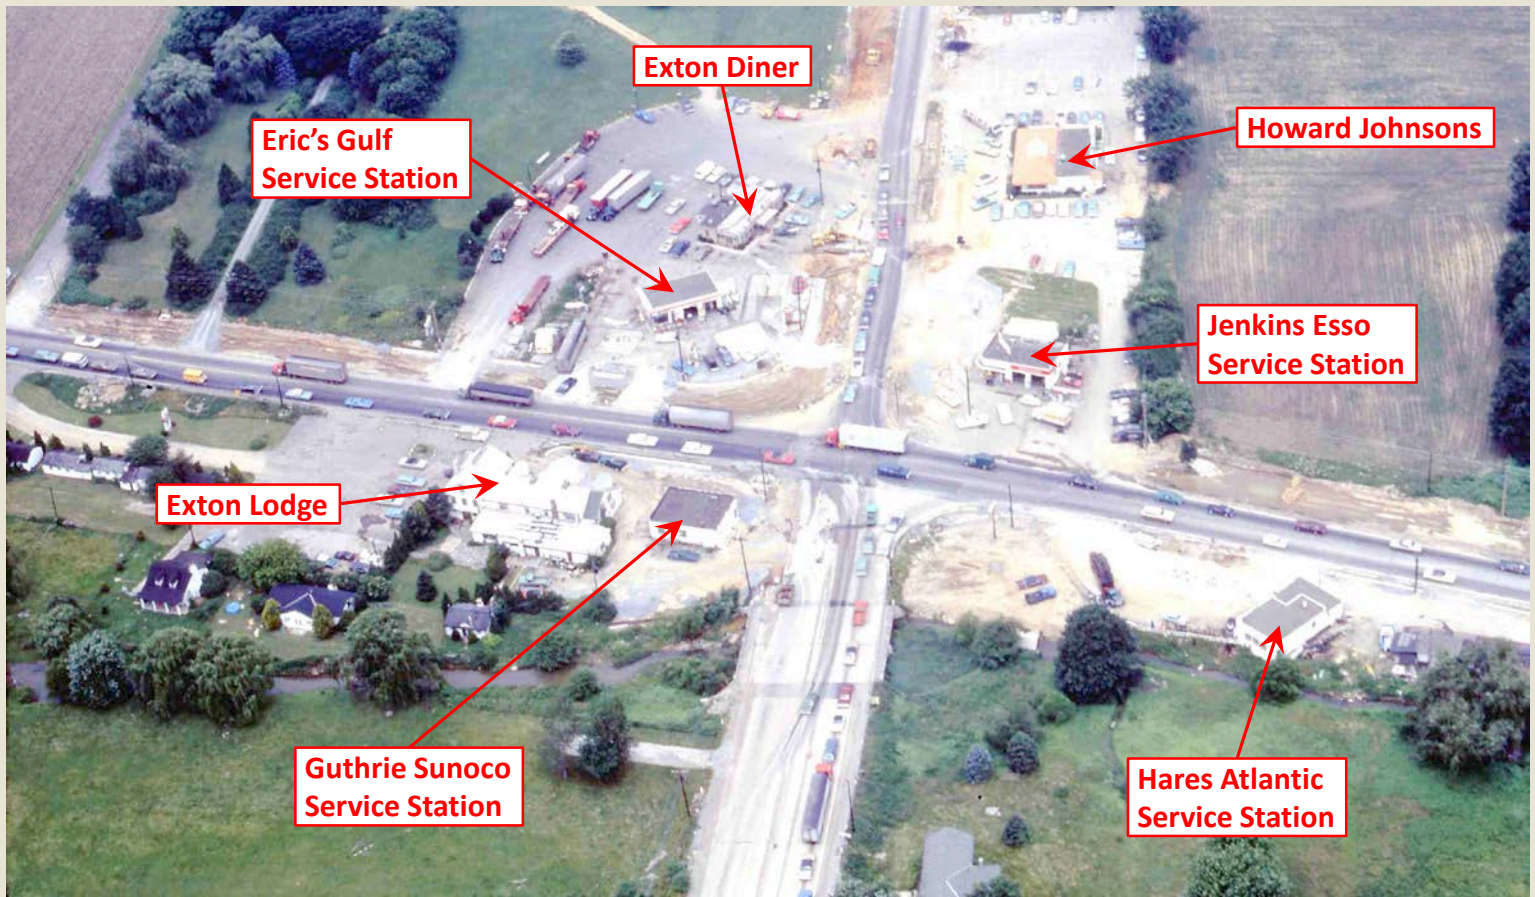 Exton Diner
Howard Johnsons
Eric’s Gulf
Service Station
Jenkins Esso
Service Station
Exton Lodge
Guthrie Sunoco
Service Station
Hares Atlantic
Service Station